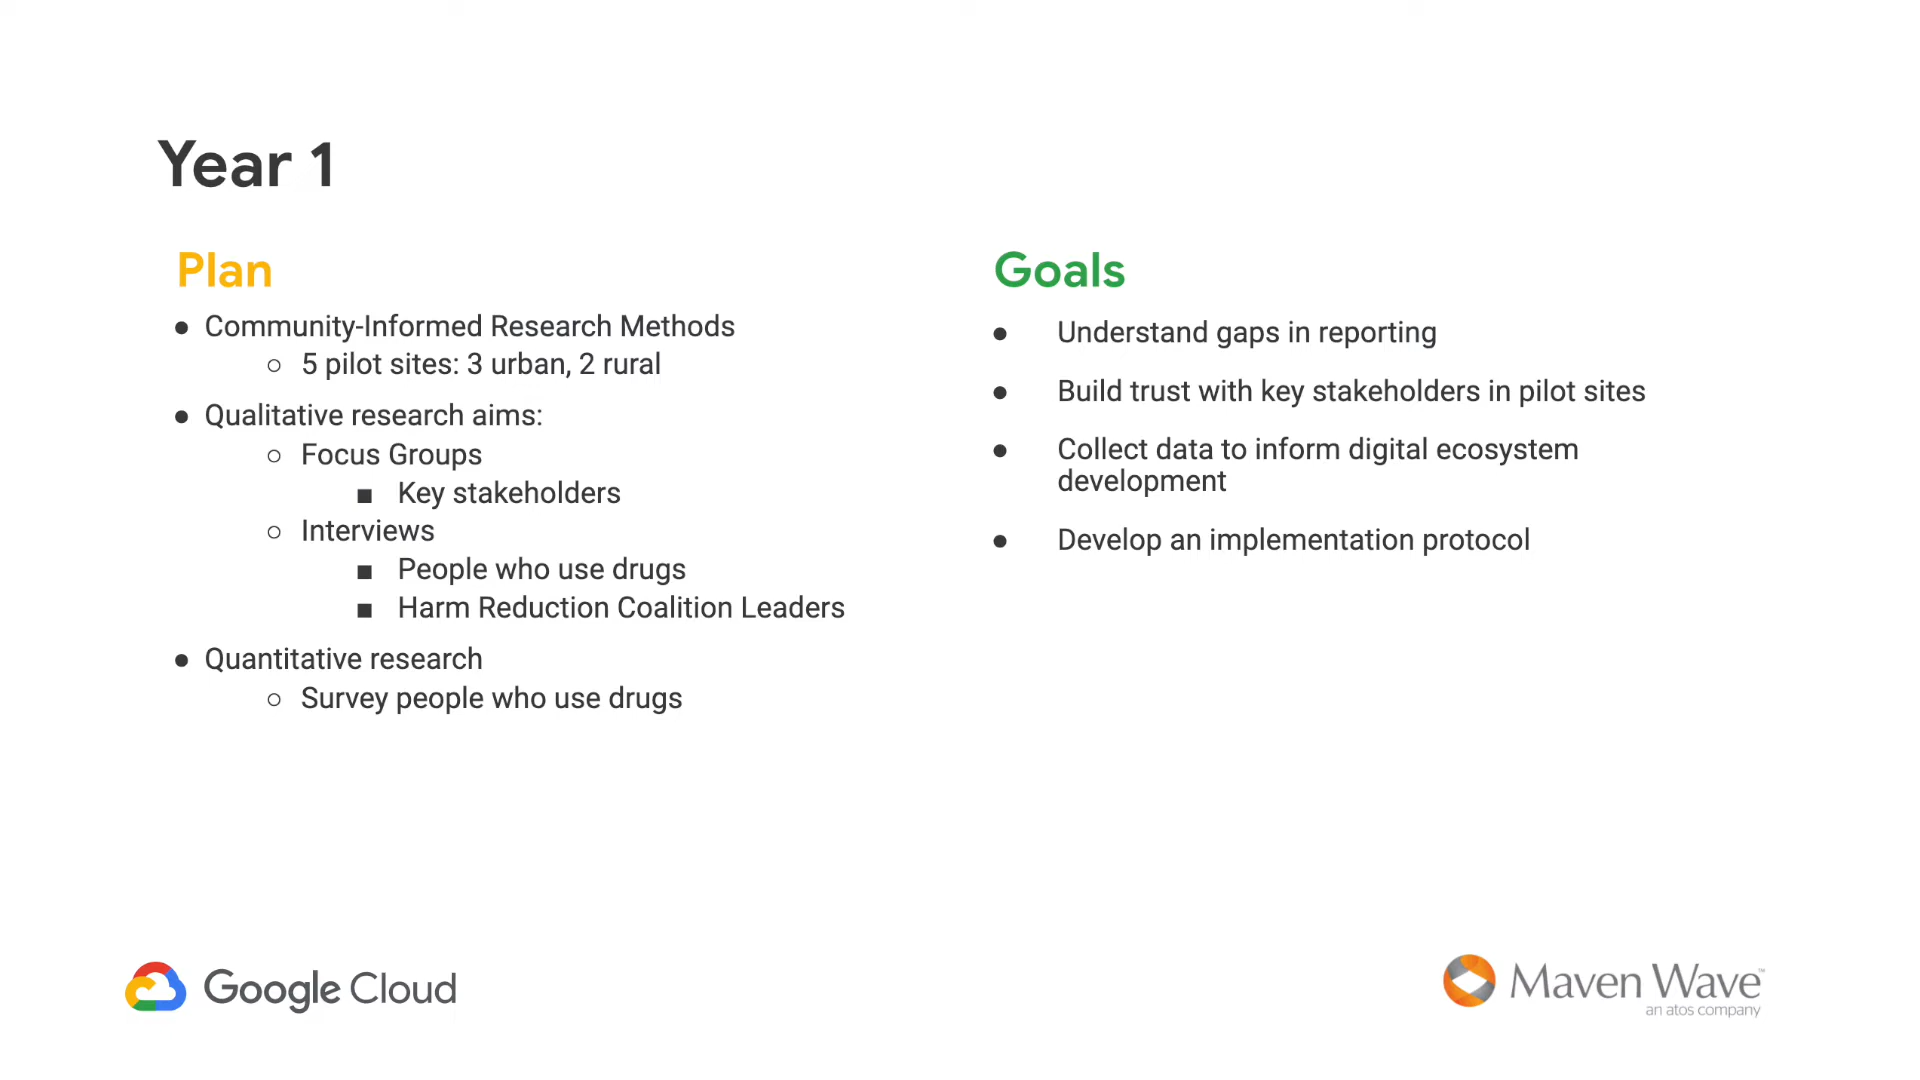 Year 1
Plan
● Community-Informed Research Methods
○ 5 pilot sites: 3 urban, 2 rural
● Qualitative research aims:
○ Focus Groups
■ Key stakeholders
○ Interviews
■ People who use drugs
■ Harm Reduction Coalition Leaders
● Quantitative research
○ Survey people who use drugs
Goals
● Understand gaps in reporting
● Build trust with key stakeholders in pilot sites
● Collect data to inform digital ecosystem
development
● Develop an implementation protocol
Google Cloud
Maven Wave™
an atos company